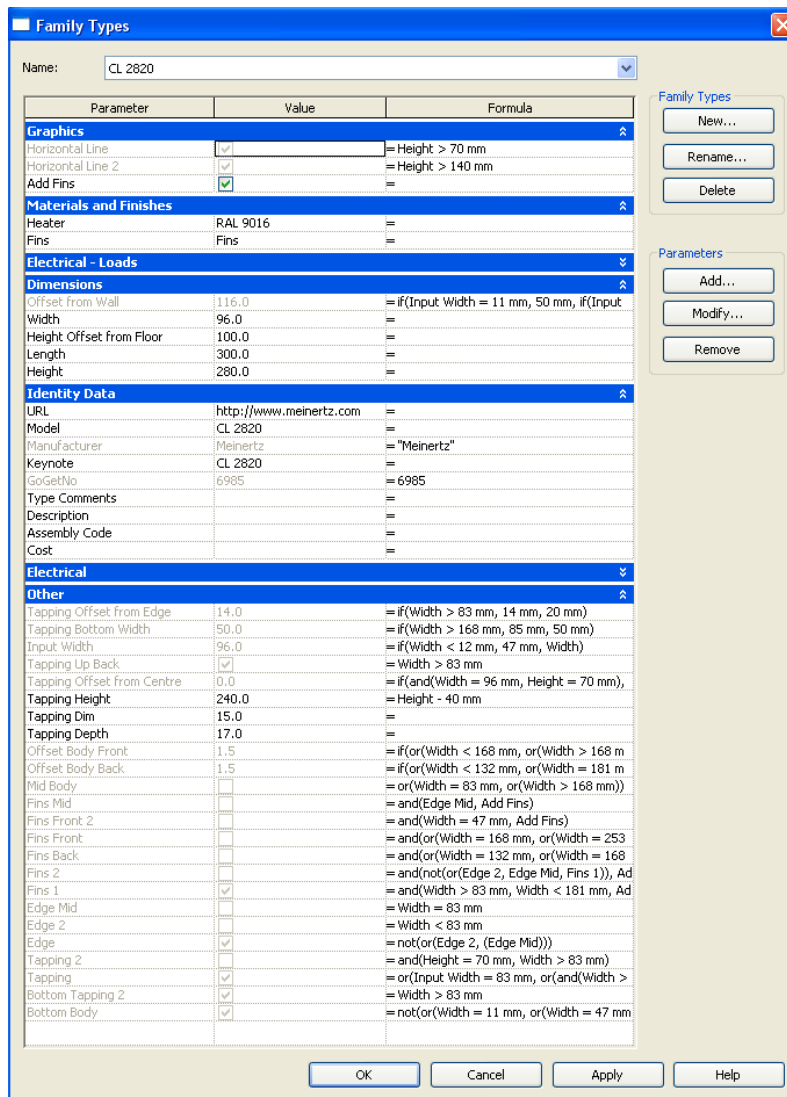 Family Types
Name: CL 2820
Parameter Value Formula
Graphics
Horizontal Line = Height > 70 mm
Horizontal Line 2 = Height > 140 mm
Add Fins =
Materials and Finishes
Heater RAL 9016 =
Fins Fins =
Electrical - Loads
Dimensions
Offset from Wall 116.0 = if(Input Width = 11 mm, 50 mm, if(Input
Width 96.0 =
Height Offset from Floor 100.0 =
Length 300.0 =
Height 280.0 =
Identity Data
URL http://www.meinertz.com =
Model CL 2820 =
Manufacturer Meinertz = "Meinertz"
Keynote CL 2820 =
GoGetNo 6985 = 6985
Type Comments =
Description =
Assembly Code =
Cost =
Electrical
Other
Tapping Offset from Edge 14.0 = if(Width > 83 mm, 14 mm, 20 mm)
Tapping Bottom Width 50.0 = if(Width > 168 mm, 85 mm, 50 mm)
Input Width 96.0 = if(Width < 12 mm, 47 mm, Width)
Tapping Up Back = Width > 83 mm
Tapping Offset from Centre 0.0 = if(and(Width = 96 mm, Height = 70 mm),
Tapping Height 240.0 = Height - 40 mm
Tapping Dim 15.0 =
Tapping Depth 17.0 =
Offset Body Front 1.5 = if(or(Width < 168 mm, or(Width > 168 m
Offset Body Back 1.5 = if(or(Width < 132 mm, or(Width = 181 m
Mid Body = or(Width = 83 mm, or(Width > 168 mm))
Fins Mid = and(Edge Mid, Add Fins)
Fins Front 2 = and(Width = 47 mm, Add Fins)
Fins Front = and(or(Width = 168 mm, or(Width = 253
Fins Back = and(or(Width = 132 mm, or(Width = 168
Fins 2 = and(not(or(Edge 2, Edge Mid, Fins 1)), Ad
Fins 1 = and(Width > 83 mm, Width < 181 mm, Ad
Edge Mid = Width = 83 mm
Edge 2 = Width < 83 mm
Edge = not(or(Edge 2, (Edge Mid)))
Tapping 2 = and(Height = 70 mm, Width > 83 mm)
Tapping = or(Input Width = 83 mm, or(and(Width >
Bottom Tapping 2 = Width > 83 mm
Bottom Body = not(or(Width = 11 mm, or(Width = 47 mm
Family Types
New...
Rename...
Delete
Parameters
Add...
Modify...
Remove
OK Cancel Apply Help